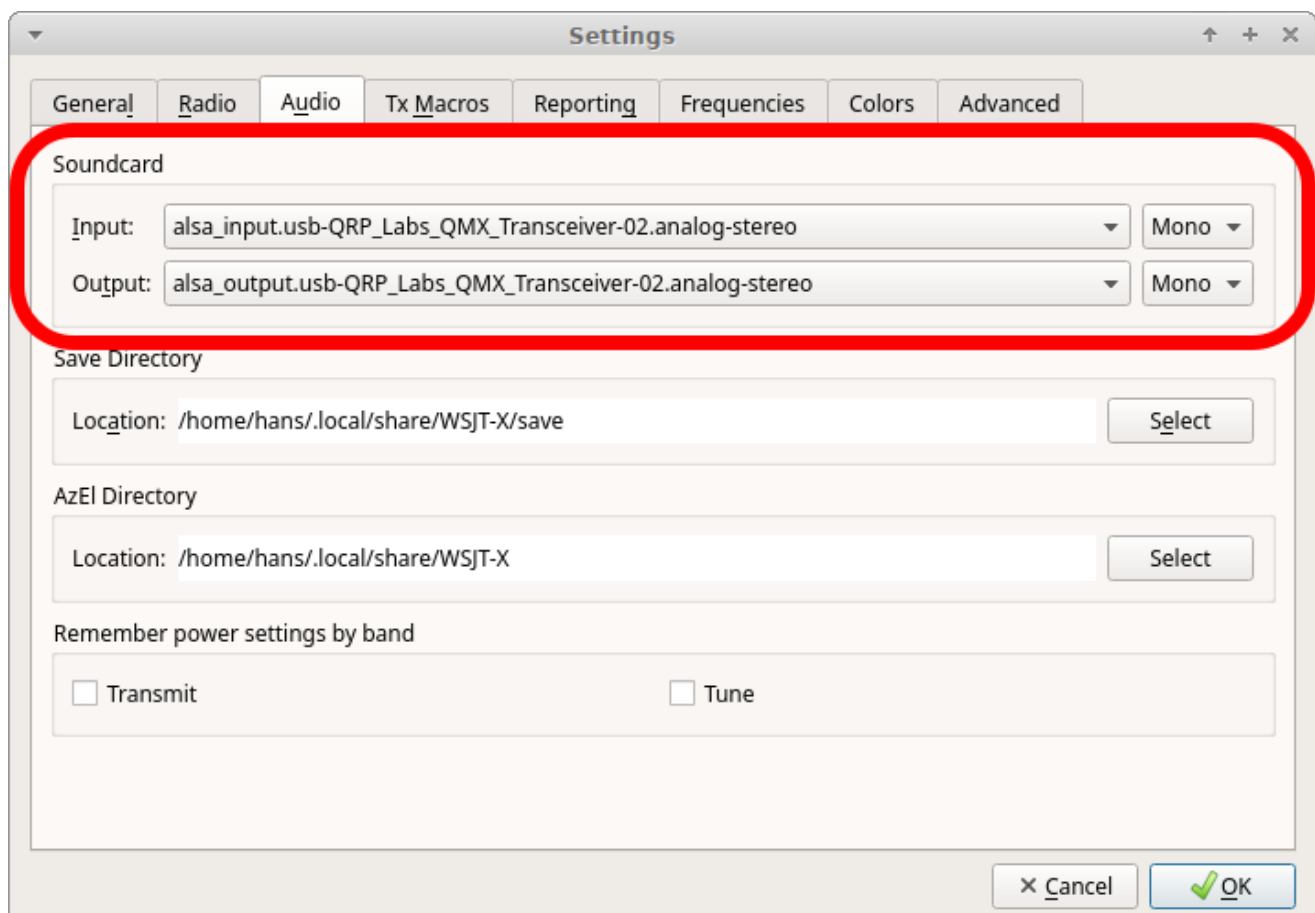 Settings
General Radio Audio Tx Macros Reporting Frequencies Colors Advanced
Soundcard
Input: alsa_input.usb-QRP_Labs_QMX_Transceiver-02.analog-stereo Mono
Output: alsa_output.usb-QRP_Labs_QMX_Transceiver-02.analog-stereo Mono
Save Directory
Location: /home/hans/.local/share/WSJT-X/save Select
AzEl Directory
Location: /home/hans/.local/share/WSJT-X Select
Remember power settings by band
Transmit Tune
Cancel OK